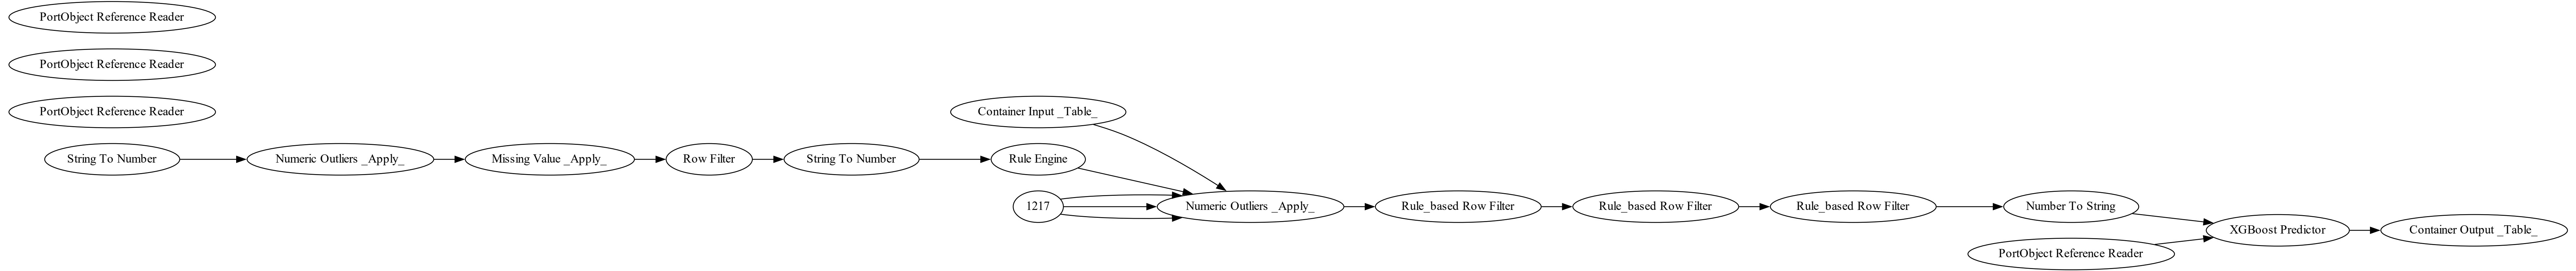 PortObject Reference Reader
PortObject Reference Reader
PortObject Reference Reader
Container Input _Table_
String To Number
Numeric Outliers _Apply_
Missing Value _Apply_
Row Filter
String To Number
Rule Engine
1217
Numeric Outliers _Apply_
Rule_based Row Filter
Rule_based Row Filter
Rule_based Row Filter
Number To String
XGBoost Predictor
Container Output _Table_
PortObject Reference Reader